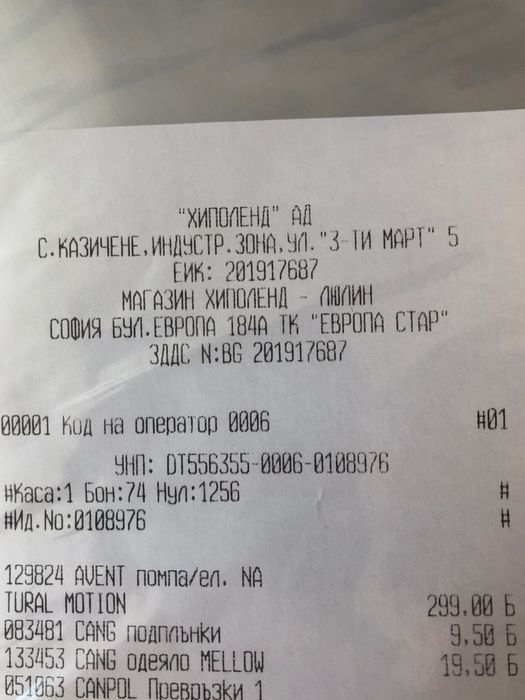 "ХИПОЛЕНД" АД
С.КАЗИЧЕНЕ,ИНДУСТР.ЗОНА,УЛ."3-ТИ МАРТ" 5
ЕИК: 201917687
МАГАЗИН ХИПОЛЕНД - ЛЮЛИН
СОФИЯ БУЛ.ЕВРОПА 184А ТК "ЕВРОПА СТАР"
ЗДДС N:BG 201917687
00001 Код на оператор 0006 #01
УНП: DT556355-0006-0108976
#Каса:1 Бон:74 Нул:1256 #
#Ид.No:0108976 #
129824 AVENT помпа/ел. NA
TURAL MOTION 299,00 Б
083481 CANG подплънки 9,50 Б
133453 CANG одеяло MELLOW 19,50 Б
051063 CANPOL Превръзки 1